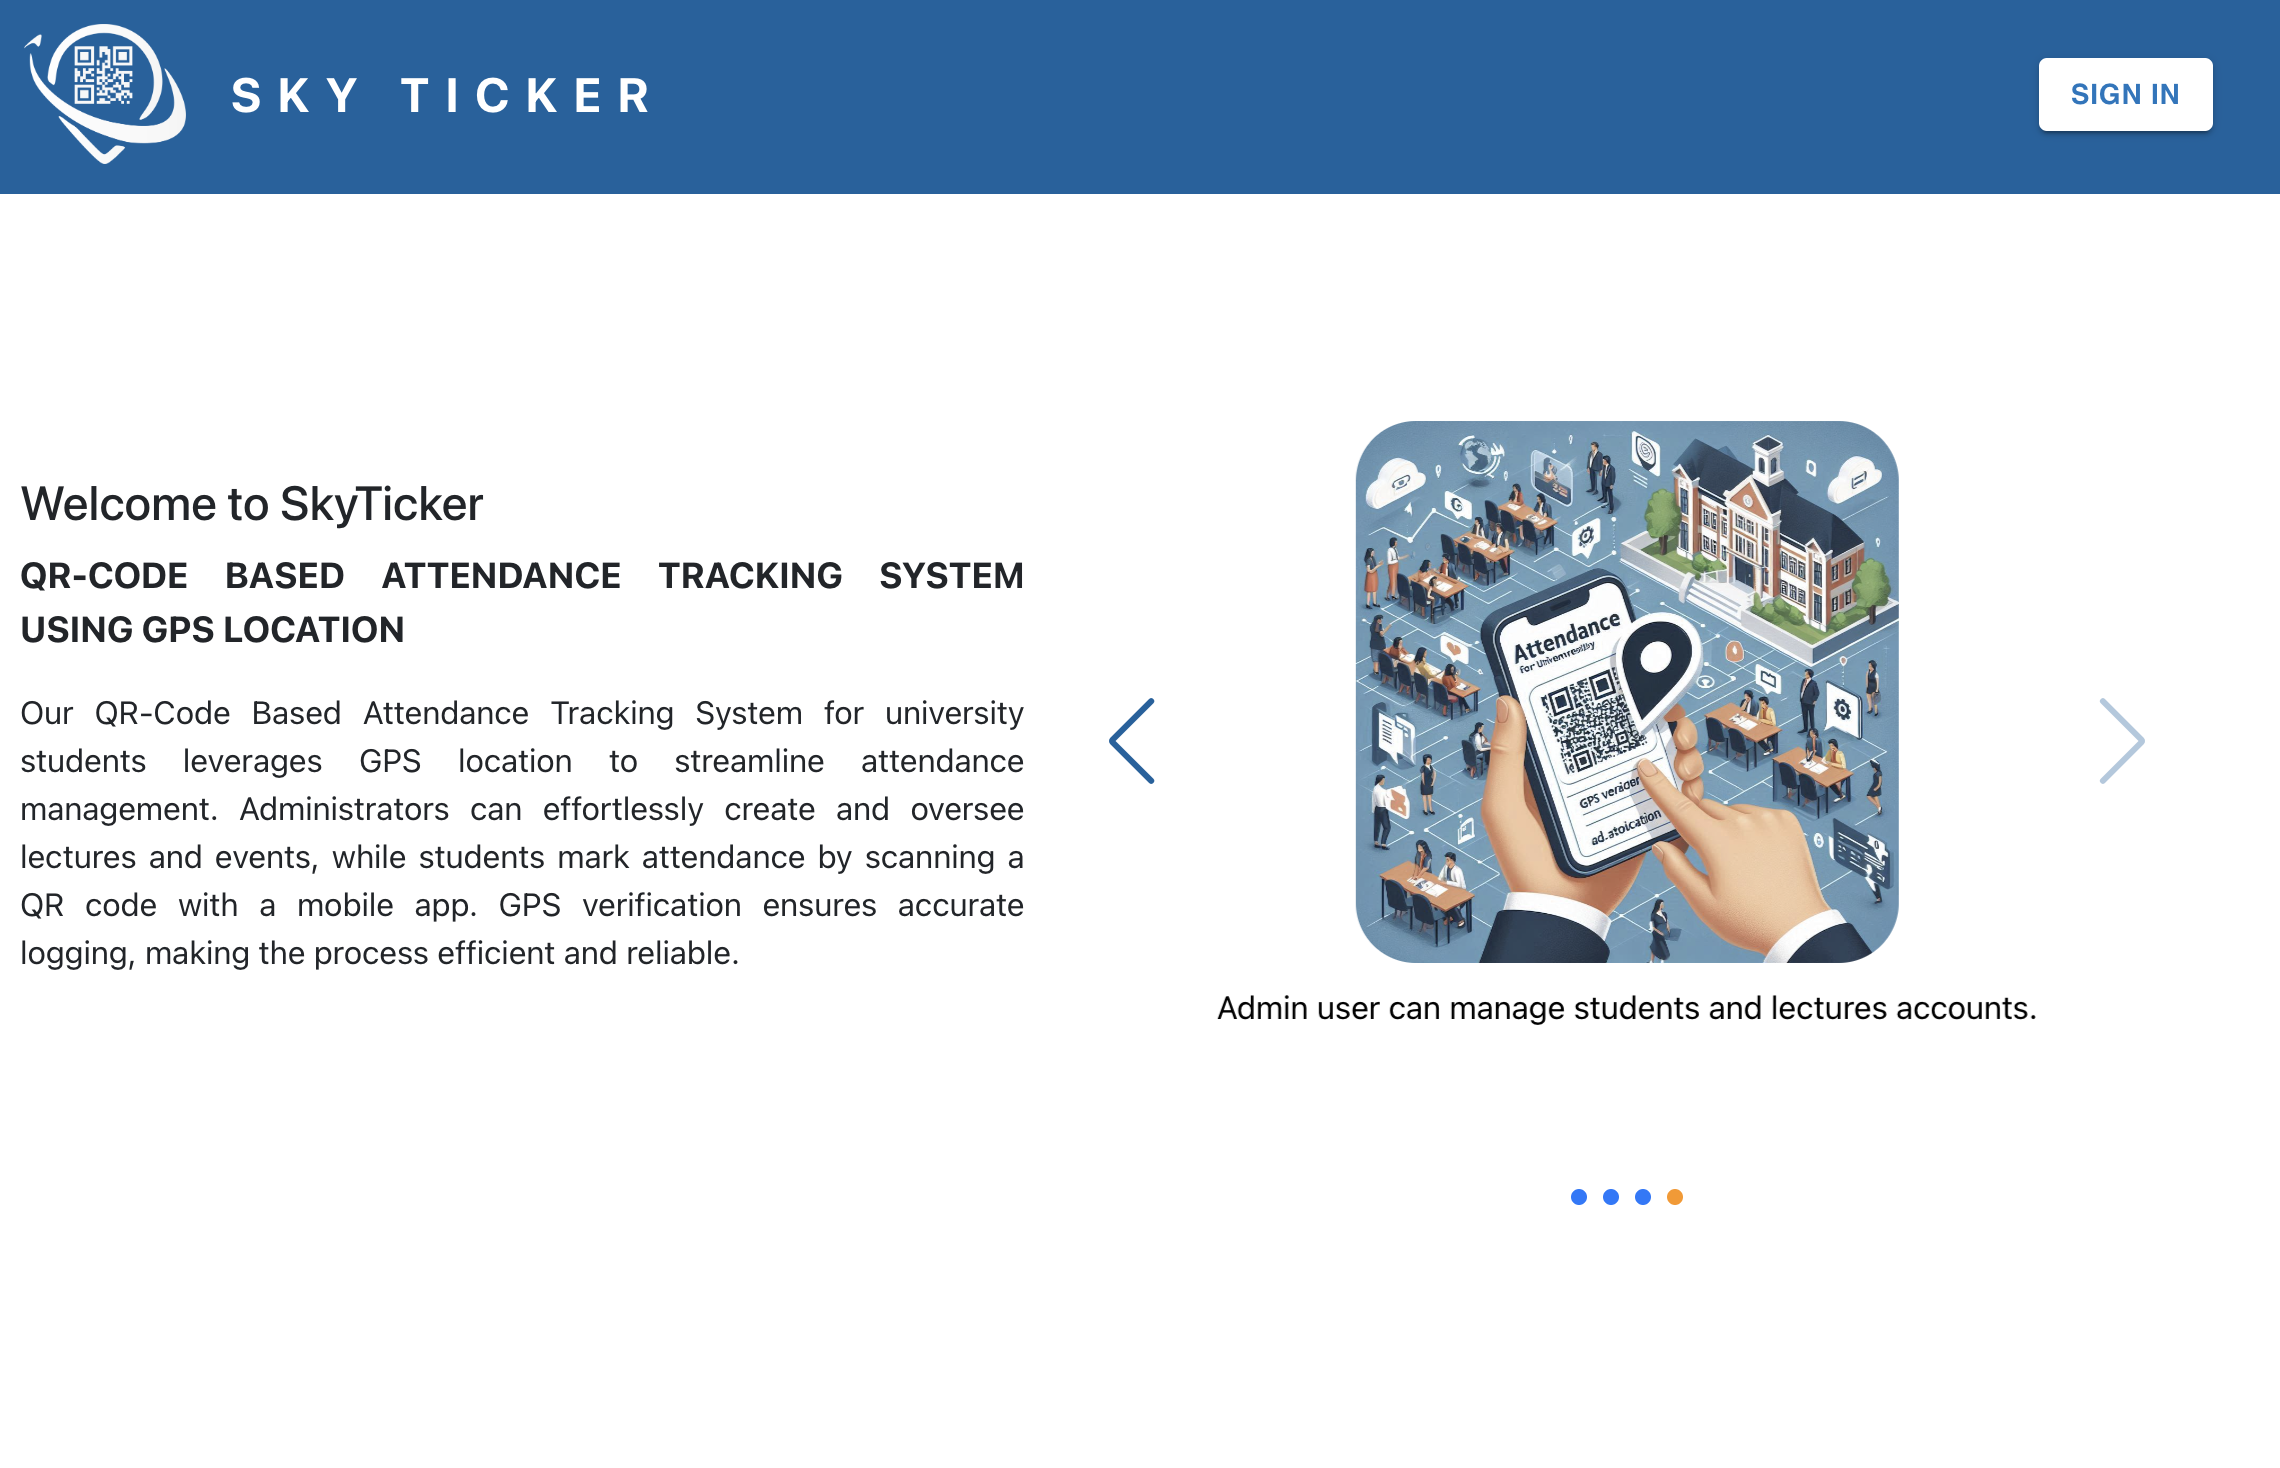 SKY TICKER
SIGN IN
Welcome to SkyTicker
QR-CODE BASED ATTENDANCE TRACKING SYSTEM
USING GPS LOCATION
Our QR-Code Based Attendance Tracking System for university
students leverages GPS location to streamline attendance
management. Administrators can effortlessly create and oversee
lectures and events, while students mark attendance by scanning a
QR code with a mobile app. GPS verification ensures accurate
logging, making the process efficient and reliable.
Attendance
for
GPS
ad.atoication
Admin user can manage students and lectures accounts.